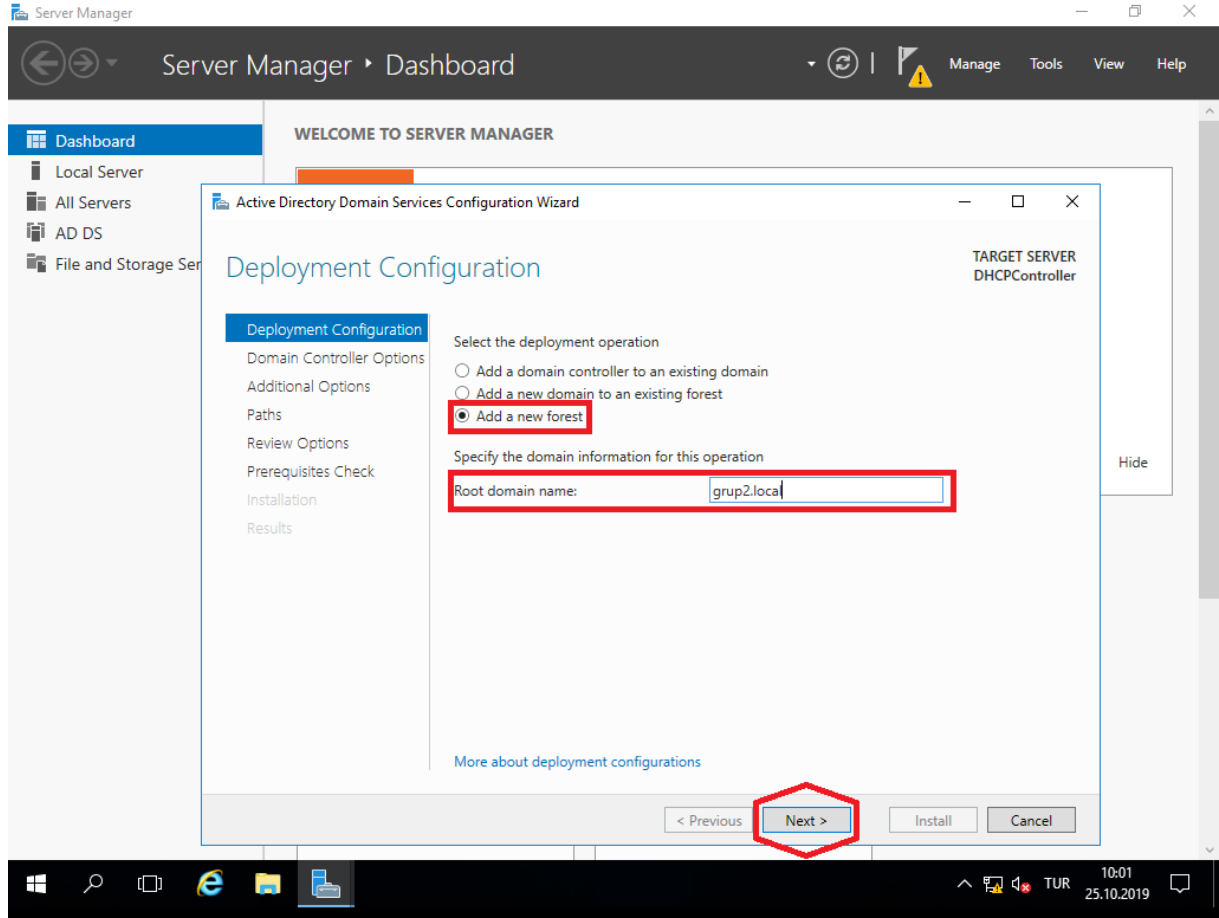 Server Manager
Server Manager ‣ Dashboard
Manage Tools View Help
Dashboard
Local Server
All Servers
AD DS
File and Storage Ser
WELCOME TO SERVER MANAGER
Active Directory Domain Services Configuration Wizard
Deployment Configuration
TARGET SERVER
DHCPController
Deployment Configuration
Domain Controller Options
Additional Options
Paths
Review Options
Prerequisites Check
Installation
Results
Select the deployment operation
Add a domain controller to an existing domain
Add a new domain to an existing forest
Add a new forest
Specify the domain information for this operation
Root domain name: grup2.local
More about deployment configurations
Hide
< Previous Next > Install Cancel
TUR
10:01
25.10.2019